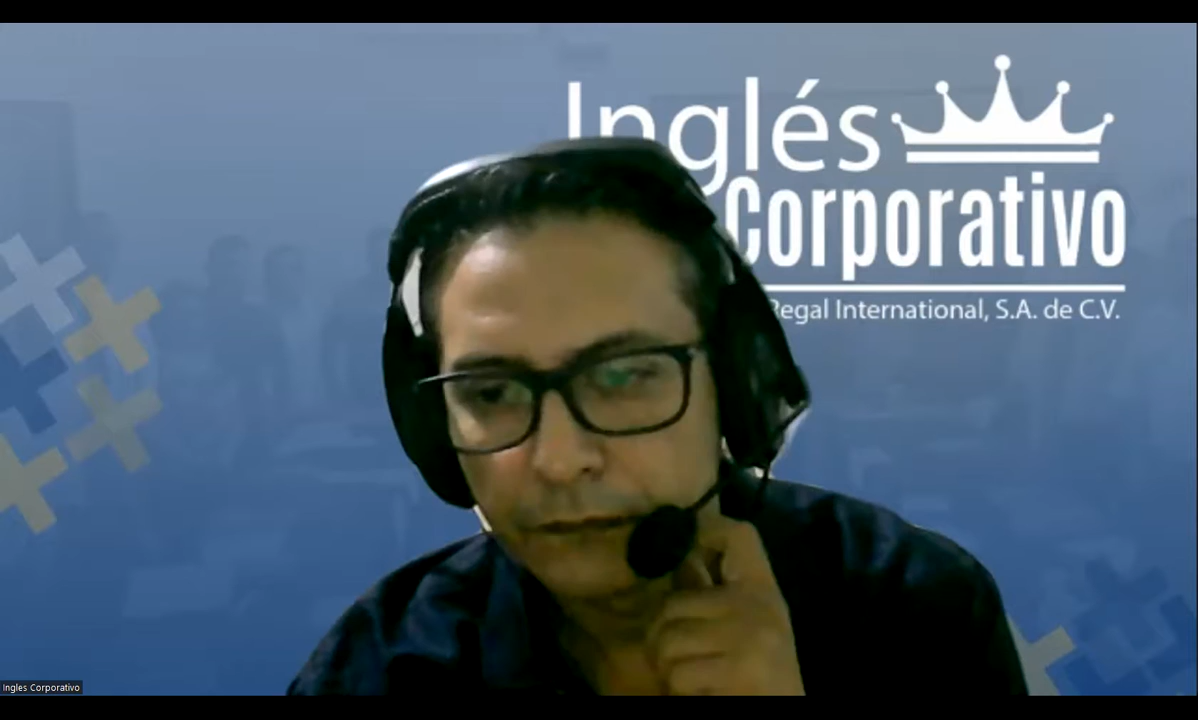 Inglés
Corporativo
Regal International, S.A. de C.V.
Ingles Corporativo